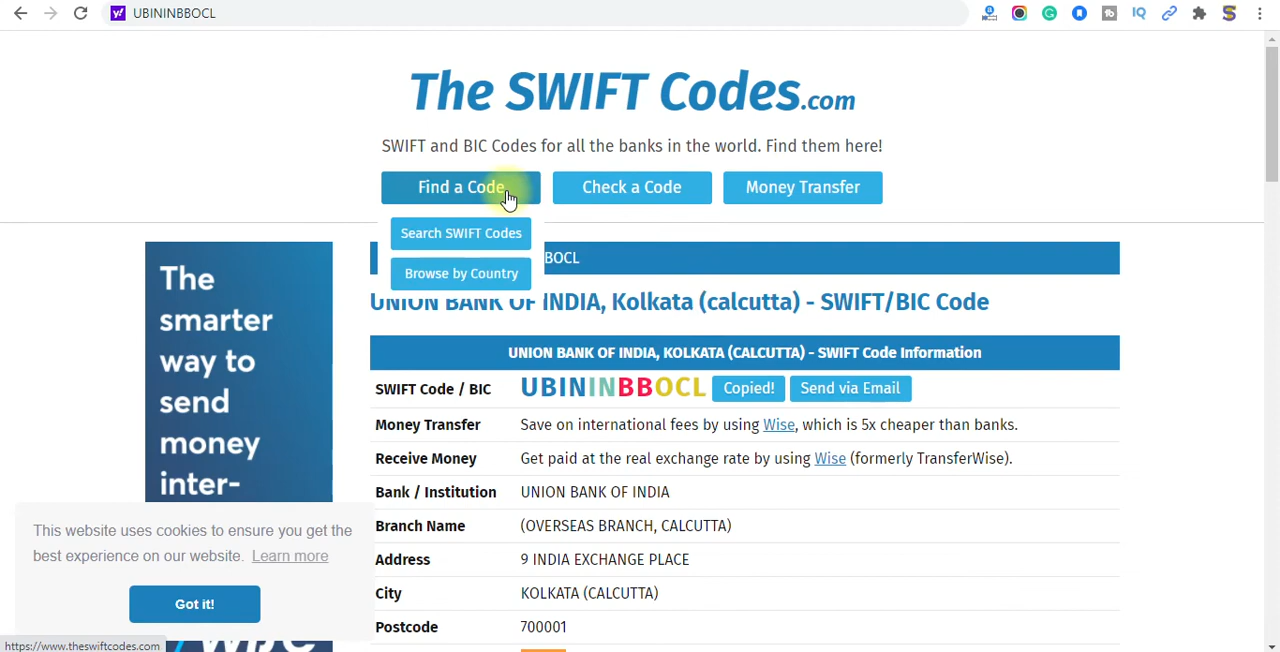 UBININBBOCL
The SWIFT Codes.com
SWIFT and BIC Codes for all the banks in the world. Find them here!
Find a Code
Check a Code
Money Transfer
Search SWIFT Codes
Browse by Country
BOCL
UNION BANK OF INDIA, Kolkata (calcutta) - SWIFT/BIC Code
The
smarter
way to
send
money
inter-
UNION BANK OF INDIA, KOLKATA (CALCUTTA) - SWIFT Code Information
SWIFT Code / BIC UBININBBOCL Copied! Send via Email
Money Transfer Save on international fees by using Wise, which is 5x cheaper than banks.
Receive Money Get paid at the real exchange rate by using Wise (formerly TransferWise).
Bank / Institution UNION BANK OF INDIA
Branch Name (OVERSEAS BRANCH, CALCUTTA)
Address 9 INDIA EXCHANGE PLACE
City KOLKATA (CALCUTTA)
Postcode 700001
This website uses cookies to ensure you get the
best experience on our website. Learn more
Got it!
https://www.theswiftcodes.com